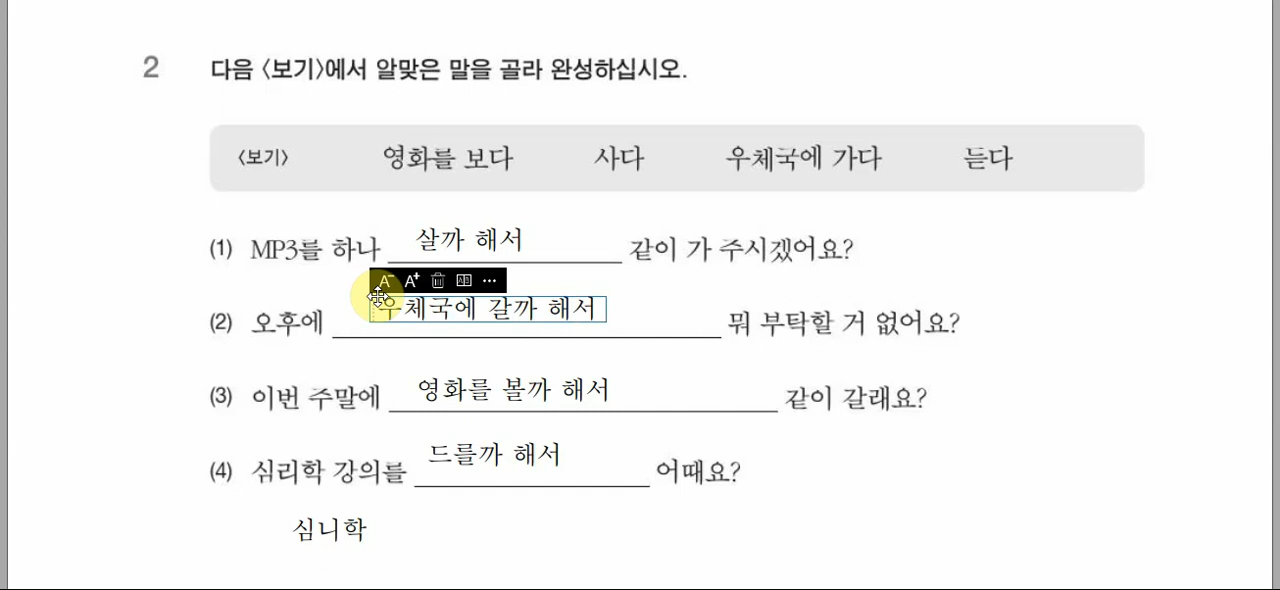 2 다음 〈보기〉에서 알맞은 말을 골라 완성하십시오.
〈보기〉 영화를 보다 사다 우체국에 가다 듣다
(1) MP3를 하나 살까 해서 같이 가 주시겠어요?
(2) 오후에 우체국에 갈까 해서 뭐 부탁할 거 없어요?
(3) 이번 주말에 영화를 볼까 해서 같이 갈래요?
(4) 심리학 강의를 드를까 해서 어때요?
심니학